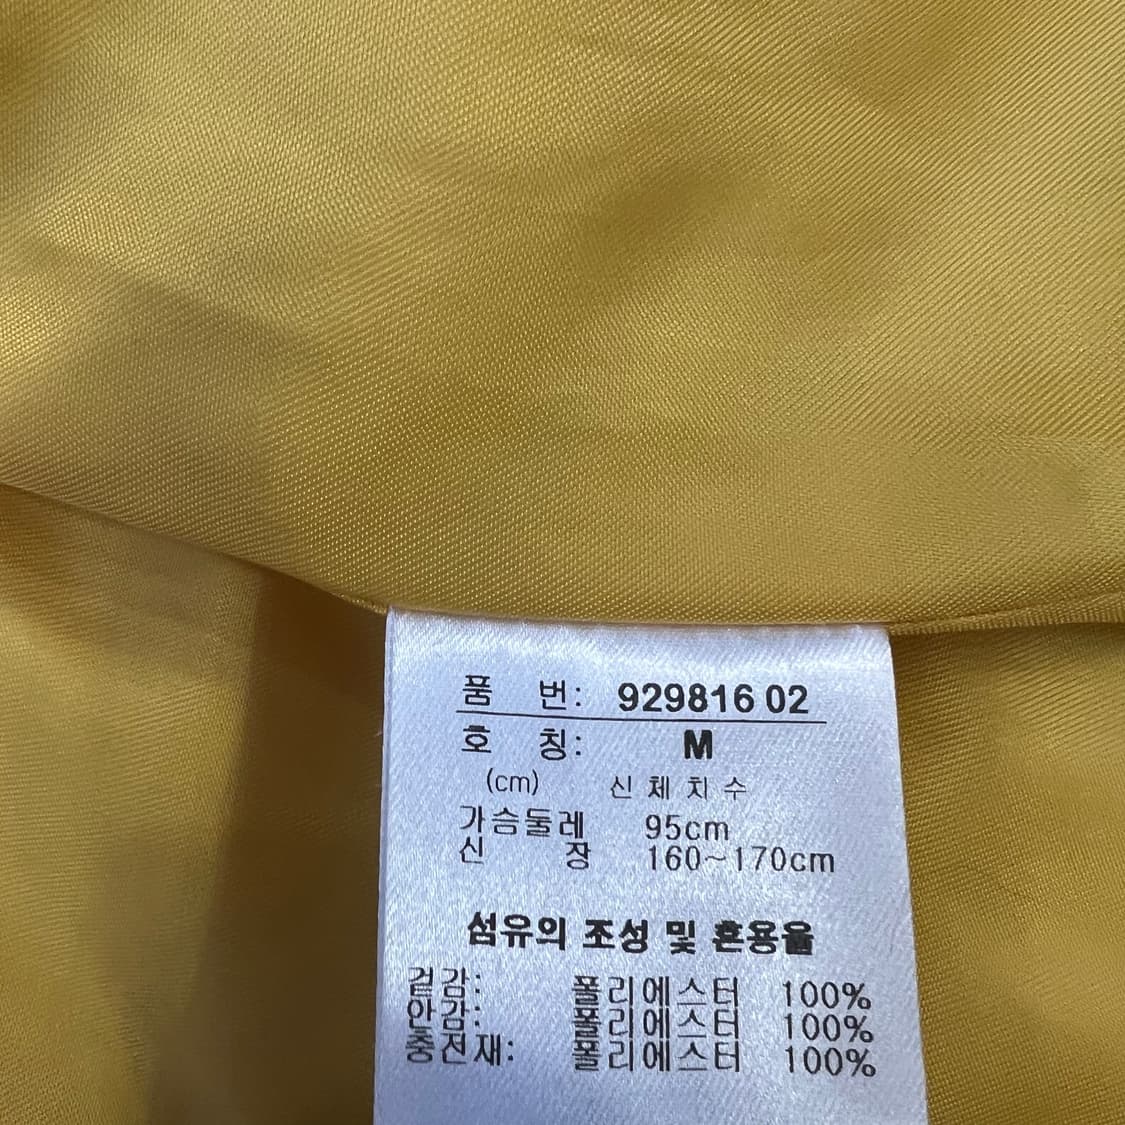 품 번: 929816 02
호 칭: M
(cm) 신체치수
가슴둘레 95cm
신 장 160~170cm
섬유의 조성 및 혼용율
겉감: 폴리에스터 100%
안감: 폴리에스터 100%
충전재: 폴리에스터 100%